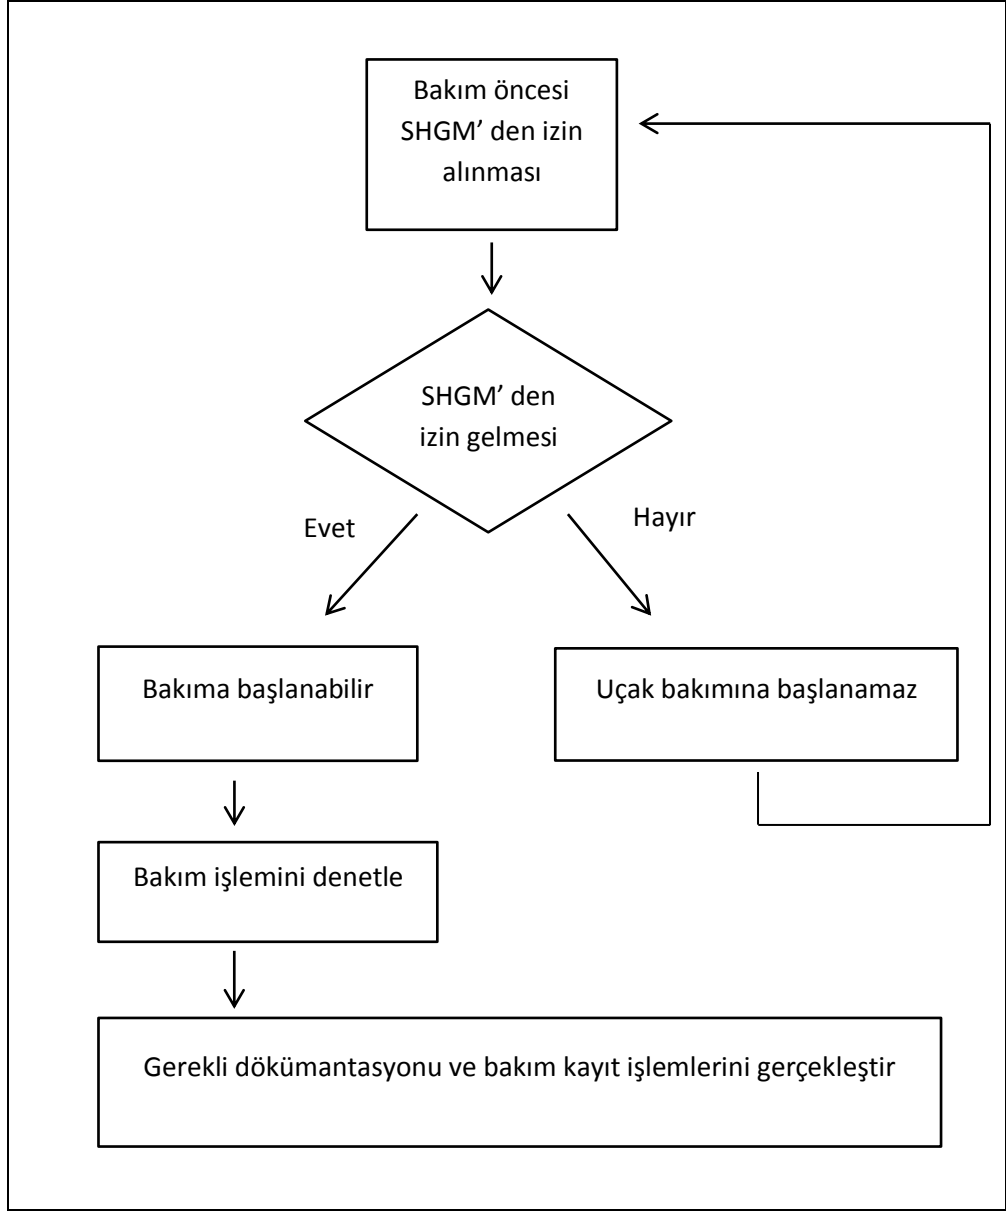 Bakım öncesi
SHGM’ den izin
alınması
SHGM’ den
izin gelmesi
Evet
Hayır
Bakıma başlanabilir
Uçak bakımına başlanamaz
Bakım işlemini denetle
Gerekli dökümantasyonu ve bakım kayıt işlemlerini gerçekleştir